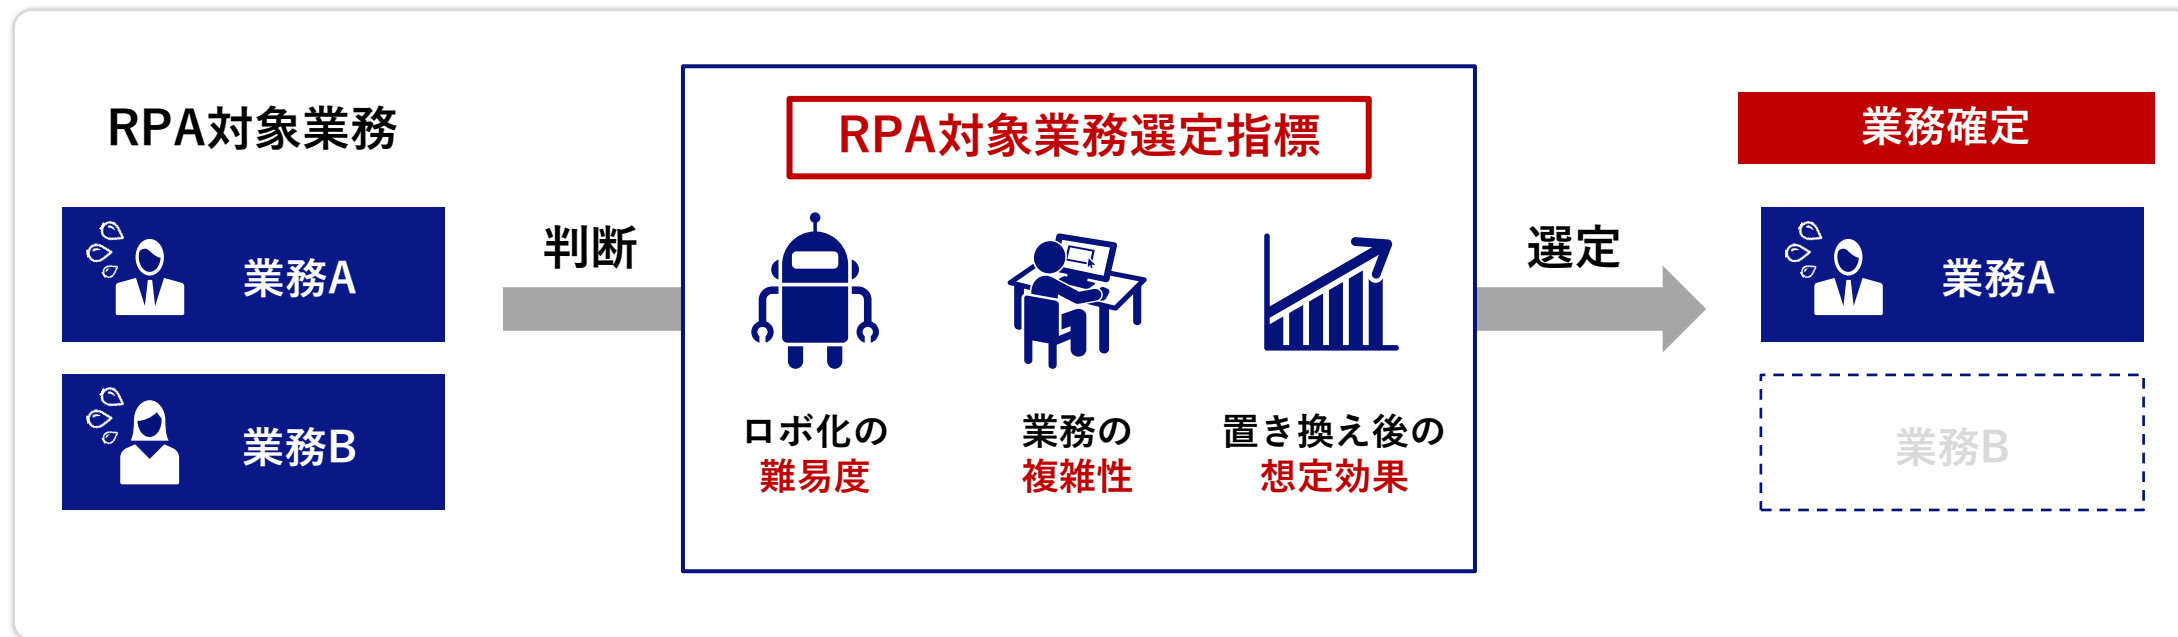 RPA対象業務
業務A
業務B
判断
RPA対象業務選定指標
ロボ化の
難易度
業務の
複雑性
置き換え後の
想定効果
選定
業務確定
業務A
業務B